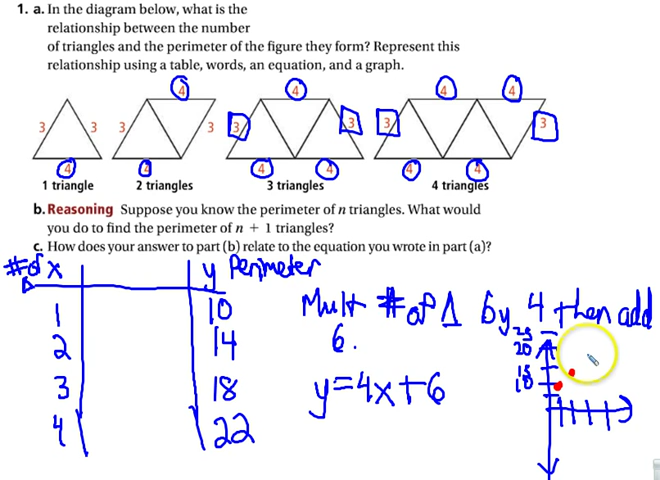 1. a. In the diagram below, what is the
relationship between the number
of triangles and the perimeter of the figure they form? Represent this
relationship using a table, words, an equation, and a graph.
4 4 4 4
3 3 3 3 3 3 3
4 4 4 4 4 4
1 triangle 2 triangles 3 triangles 4 triangles
b. Reasoning Suppose you know the perimeter of n triangles. What would
you do to find the perimeter of n + 1 triangles?
c. How does your answer to part (b) relate to the equation you wrote in part (a)?
# of x y Perimeter
1 10 Mult # of Δ by 4 then add
2 14 6.
3 18 y=4x+6
4 22
25
20
15
10